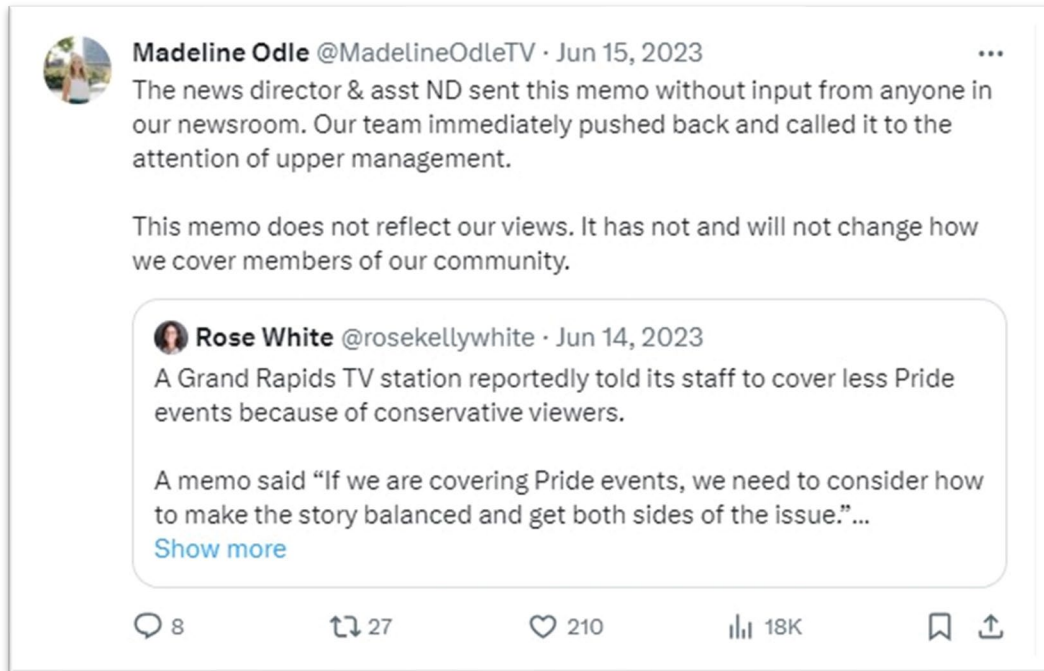 Madeline Odle @MadelineOdleTV · Jun 15, 2023
The news director & asst ND sent this memo without input from anyone in
our newsroom. Our team immediately pushed back and called it to the
attention of upper management.
This memo does not reflect our views. It has not and will not change how
we cover members of our community.
Rose White @rosekellywhite · Jun 14, 2023
A Grand Rapids TV station reportedly told its staff to cover less Pride
events because of conservative viewers.
A memo said “If we are covering Pride events, we need to consider how
to make the story balanced and get both sides of the issue.”...
Show more
8 27 210 18K